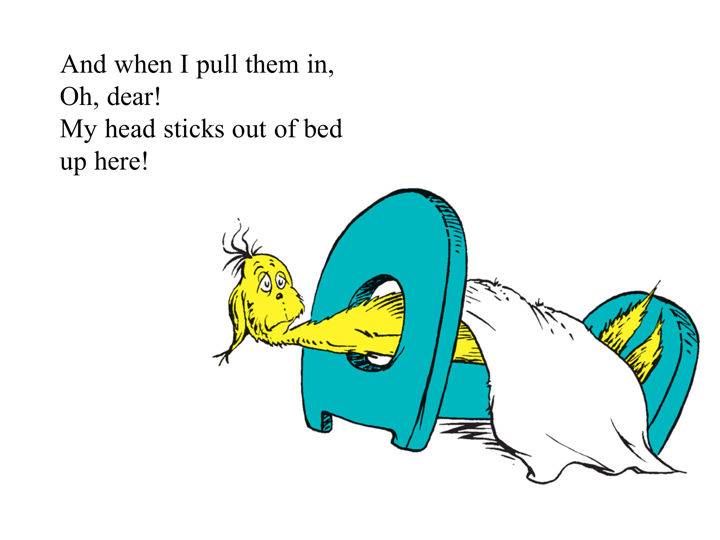 And when I pull them in,
Oh, dear!
My head sticks out of bed
up here!